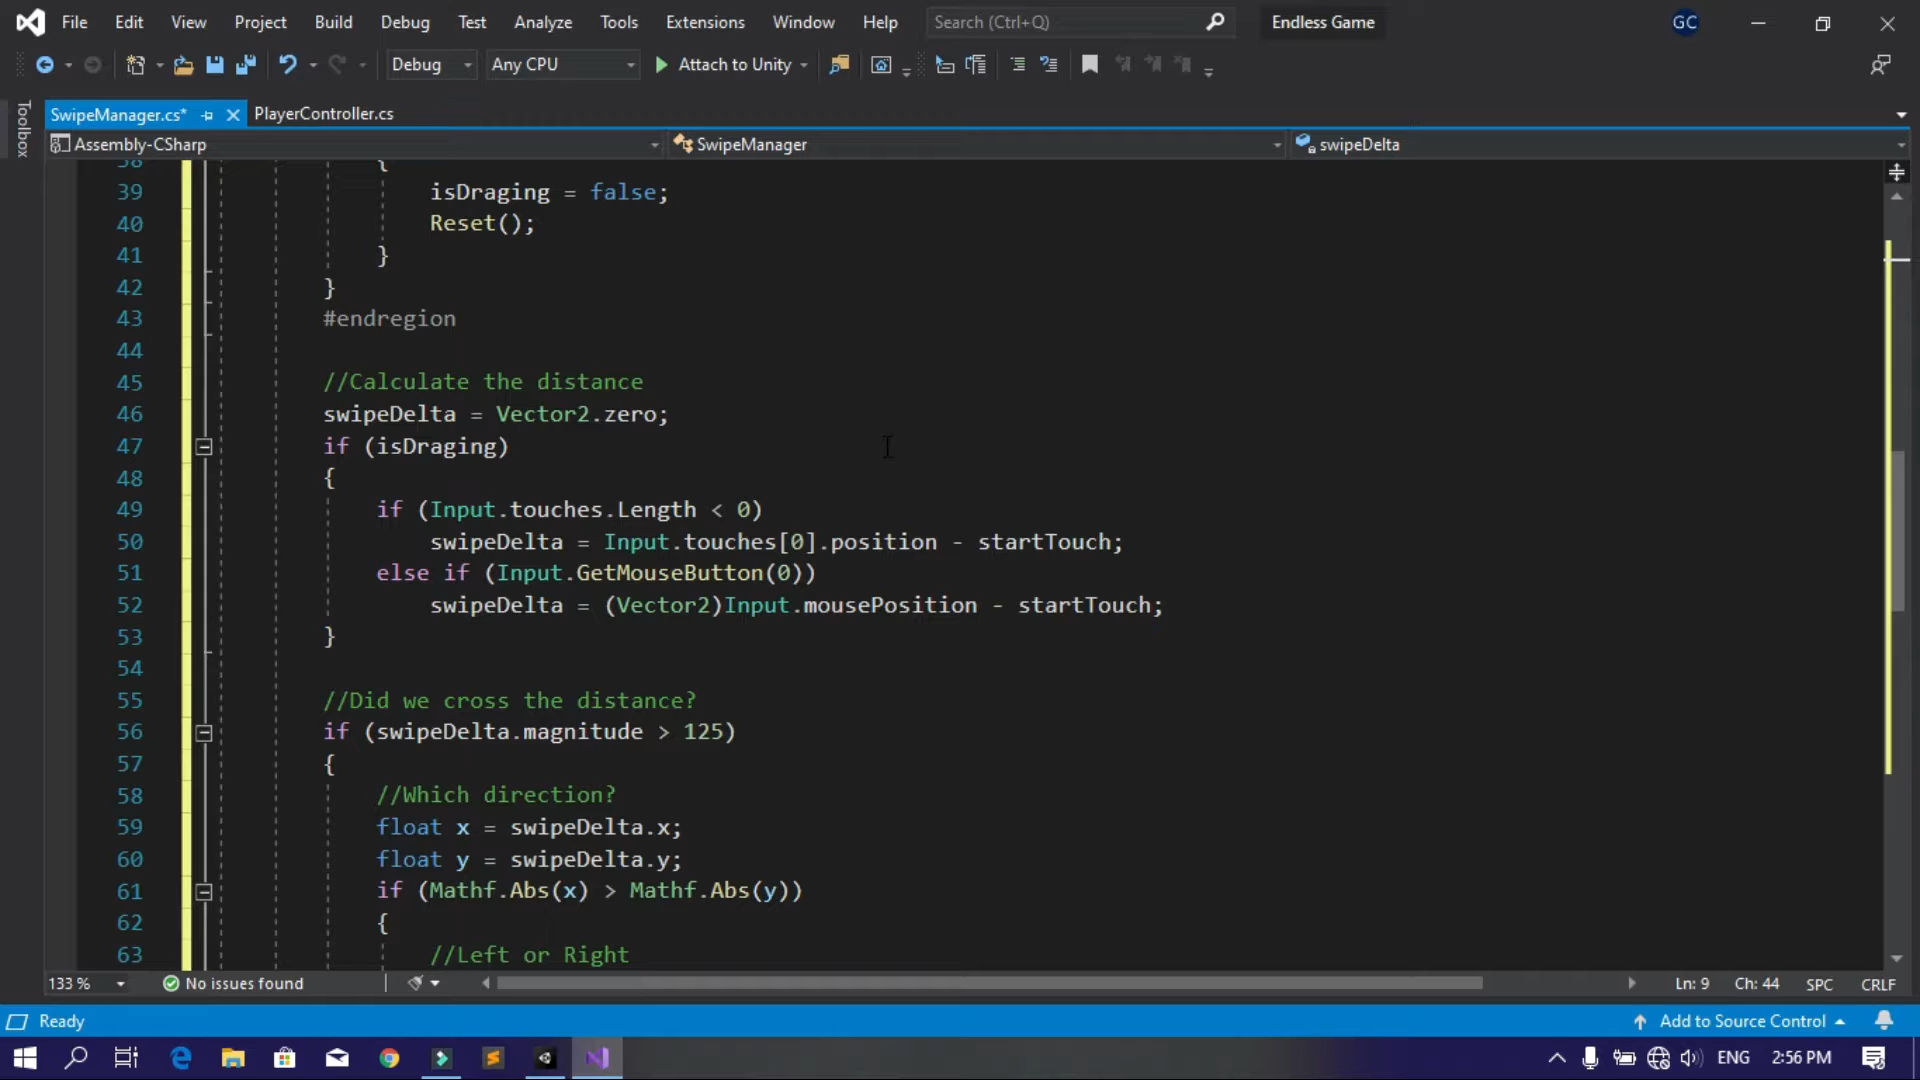 File Edit View Project Build Debug Test Analyze Tools Extensions Window Help Search (Ctrl+Q) Endless Game GC
Debug Any CPU Attach to Unity
Toolbox
SwipeManager.cs* PlayerController.cs
Assembly-CSharp SwipeManager swipeDelta
38 {
39 isDraging = false;
40 Reset();
41 }
42 }
43 #endregion
44
45 //Calculate the distance
46 swipeDelta = Vector2.zero;
47 if (isDraging)
48 {
49 if (Input.touches.Length < 0)
50 swipeDelta = Input.touches[0].position - startTouch;
51 else if (Input.GetMouseButton(0))
52 swipeDelta = (Vector2)Input.mousePosition - startTouch;
53 }
54
55 //Did we cross the distance?
56 if (swipeDelta.magnitude > 125)
57 {
58 //Which direction?
59 float x = swipeDelta.x;
60 float y = swipeDelta.y;
61 if (Mathf.Abs(x) > Mathf.Abs(y))
62 {
63 //Left or Right
133 % No issues found Ln: 9 Ch: 44 SPC CRLF
Ready Add to Source Control
ENG 2:56 PM